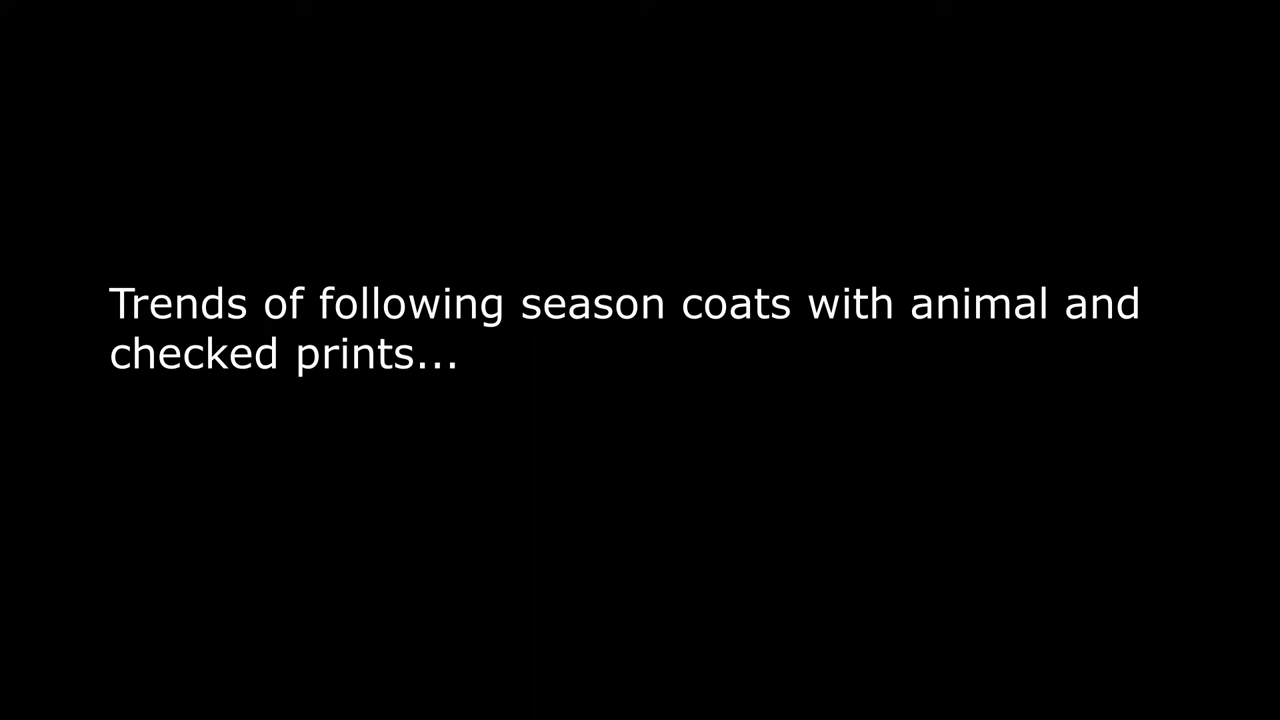 Trends of following season coats with animal and
checked prints...